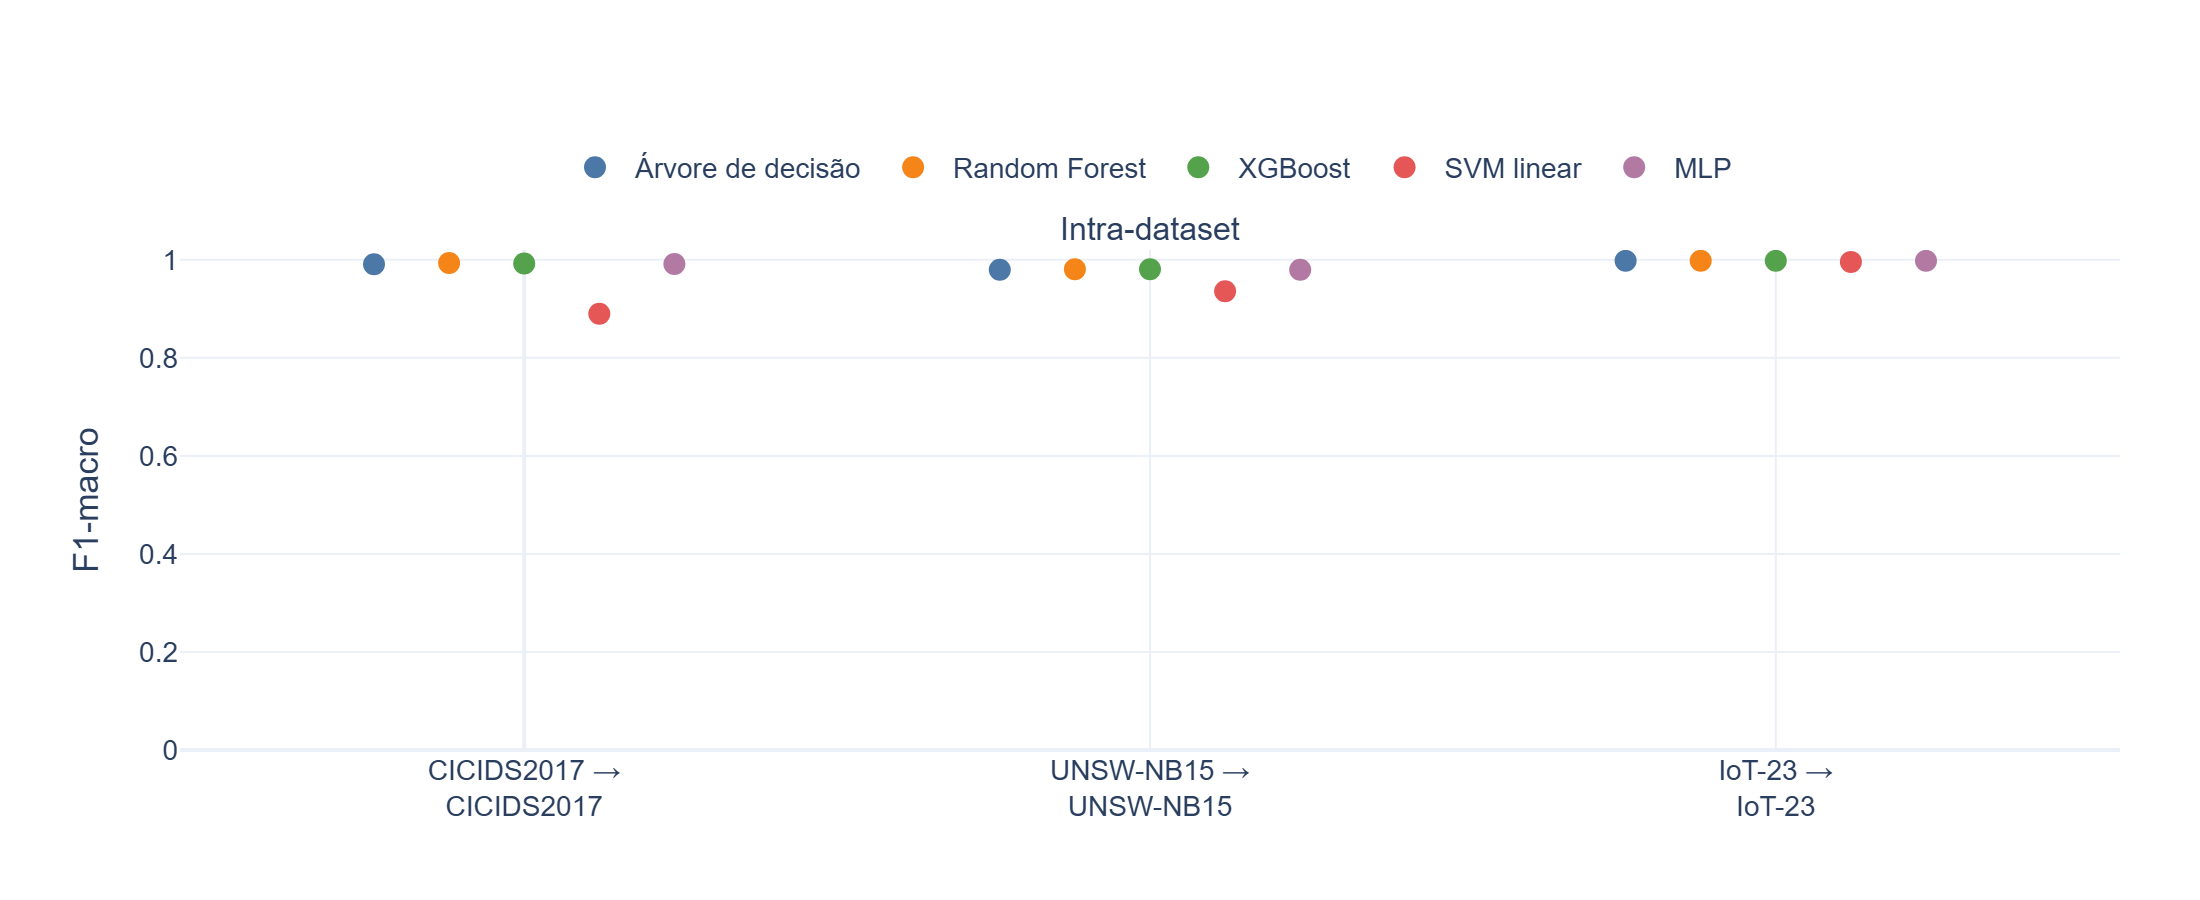 Árvore de decisão Random Forest XGBoost SVM linear MLP
Intra-dataset
1
0.8
0.6
0.4
0.2
0
F1-macro
CICIDS2017 →
CICIDS2017
UNSW-NB15 →
UNSW-NB15
IoT-23 →
IoT-23